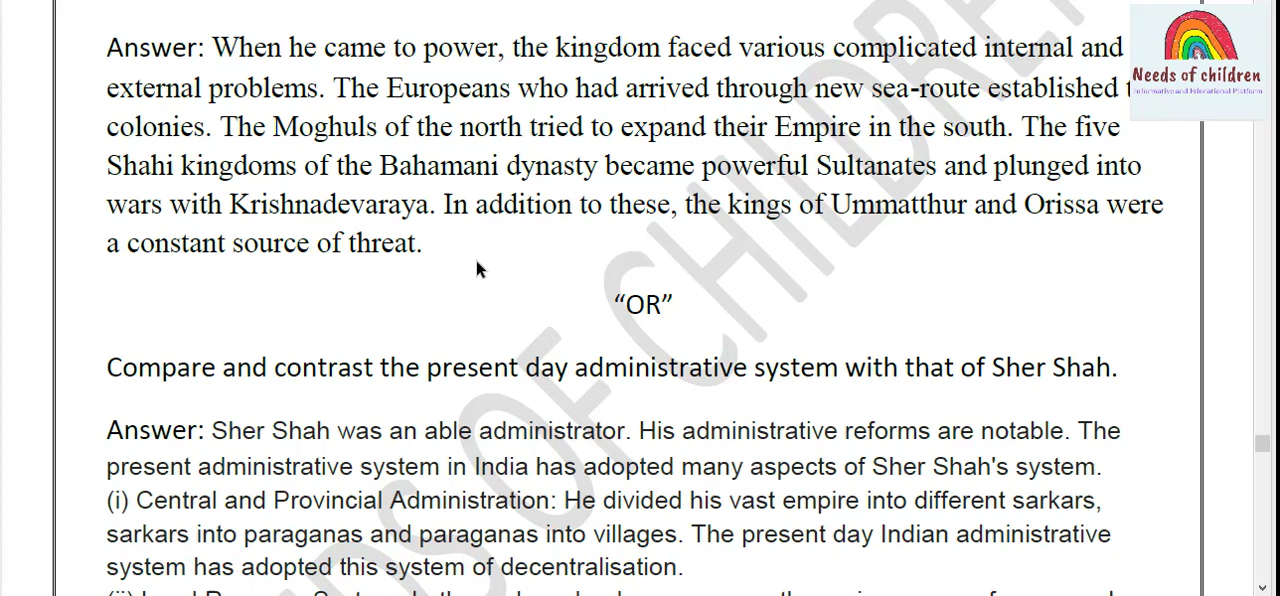 Answer: When he came to power, the kingdom faced various complicated internal and
external problems. The Europeans who had arrived through new sea-route established
colonies. The Moghuls of the north tried to expand their Empire in the south. The five
Shahi kingdoms of the Bahamani dynasty became powerful Sultanates and plunged into
wars with Krishnadevaraya. In addition to these, the kings of Ummatthur and Orissa were
a constant source of threat.
Needs of children
Informative and Educational Platform
“OR”
Compare and contrast the present day administrative system with that of Sher Shah.
Answer: Sher Shah was an able administrator. His administrative reforms are notable. The
present administrative system in India has adopted many aspects of Sher Shah's system.
(i) Central and Provincial Administration: He divided his vast empire into different sarkars,
sarkars into paraganas and paraganas into villages. The present day Indian administrative
system has adopted this system of decentralisation.
OF CHILDREN